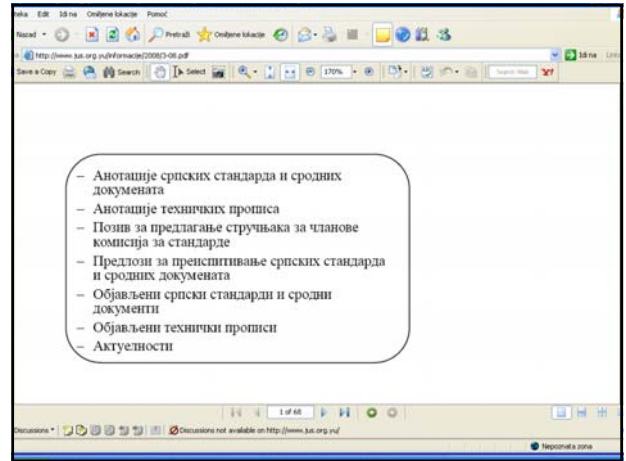 Edit Idi na Omiljene lokacije Pomoć
Nazad Pretraži Omiljene lokacije
http://www.jus.org.yu/informacije/2008/3-08.pdf Idi na
Save a Copy Search Select 170% Search Web
– Анотације српских стандарда и сродних
докумената
– Анотације техничких прописа
– Позив за предлагање стручњака за чланове
комисија за стандарде
– Предлози за преиспитивање српских стандарда
и сродних докумената
– Објављени српски стандарди и сродни
документи
– Објављени технички прописи
– Актуелности
1 of 68
Discussions Discussions not available on http://www.jus.org.yu/
Nepoznata zona